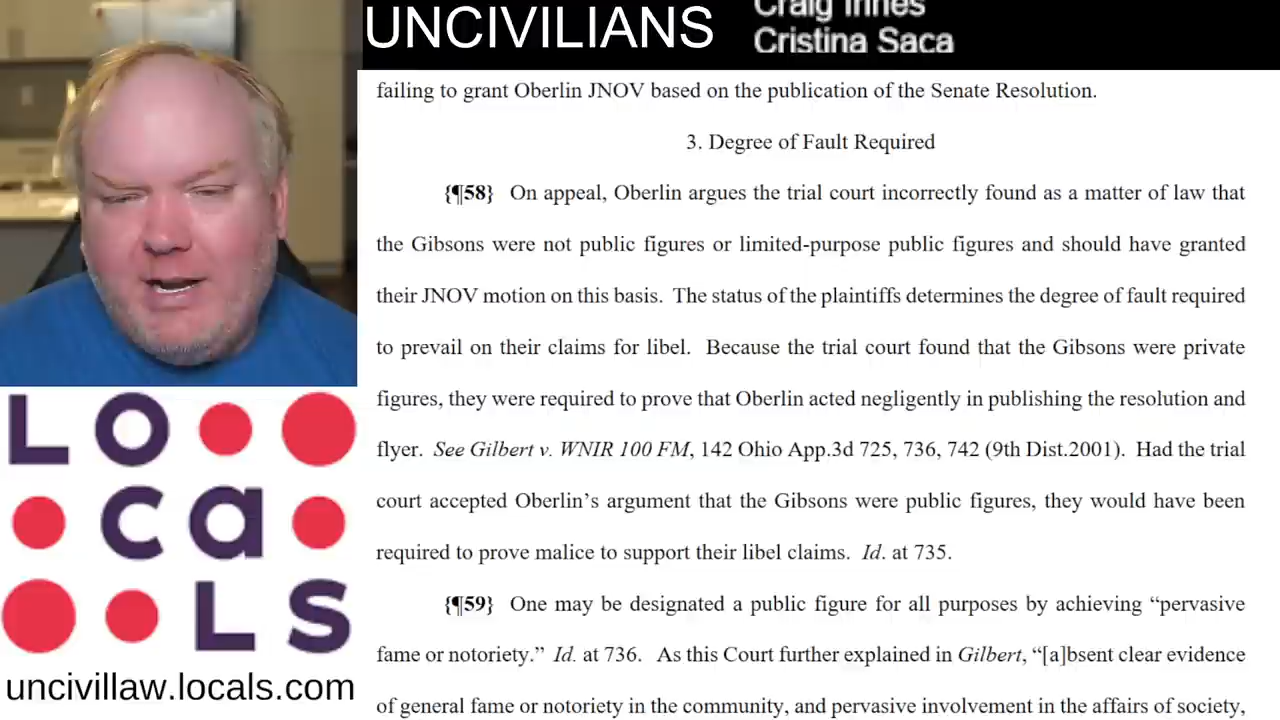 UNCIVILIANS
Craig Innes
Cristina Saca
failing to grant Oberlin JNOV based on the publication of the Senate Resolution.
3. Degree of Fault Required
{¶58} On appeal, Oberlin argues the trial court incorrectly found as a matter of law that
the Gibsons were not public figures or limited-purpose public figures and should have granted
their JNOV motion on this basis. The status of the plaintiffs determines the degree of fault required
to prevail on their claims for libel. Because the trial court found that the Gibsons were private
figures, they were required to prove that Oberlin acted negligently in publishing the resolution and
flyer. See Gilbert v. WNIR 100 FM, 142 Ohio App.3d 725, 736, 742 (9th Dist.2001). Had the trial
court accepted Oberlin’s argument that the Gibsons were public figures, they would have been
required to prove malice to support their libel claims. Id. at 735.
{¶59} One may be designated a public figure for all purposes by achieving “pervasive
fame or notoriety.” Id. at 736. As this Court further explained in Gilbert, “[a]bsent clear evidence
of general fame or notoriety in the community, and pervasive involvement in the affairs of society,
LO
ca
LS
uncivillaw.locals.com